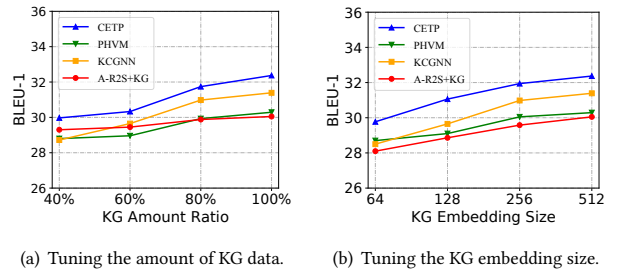 36
34
32
30
28
26
BLEU-1
CETP
PHVM
KCGNN
A-R2S+KG
40% 60% 80% 100%
KG Amount Ratio
(a) Tuning the amount of KG data.
36
34
32
30
28
26
BLEU-1
CETP
PHVM
KCGNN
A-R2S+KG
64 128 256 512
KG Embedding Size
(b) Tuning the KG embedding size.